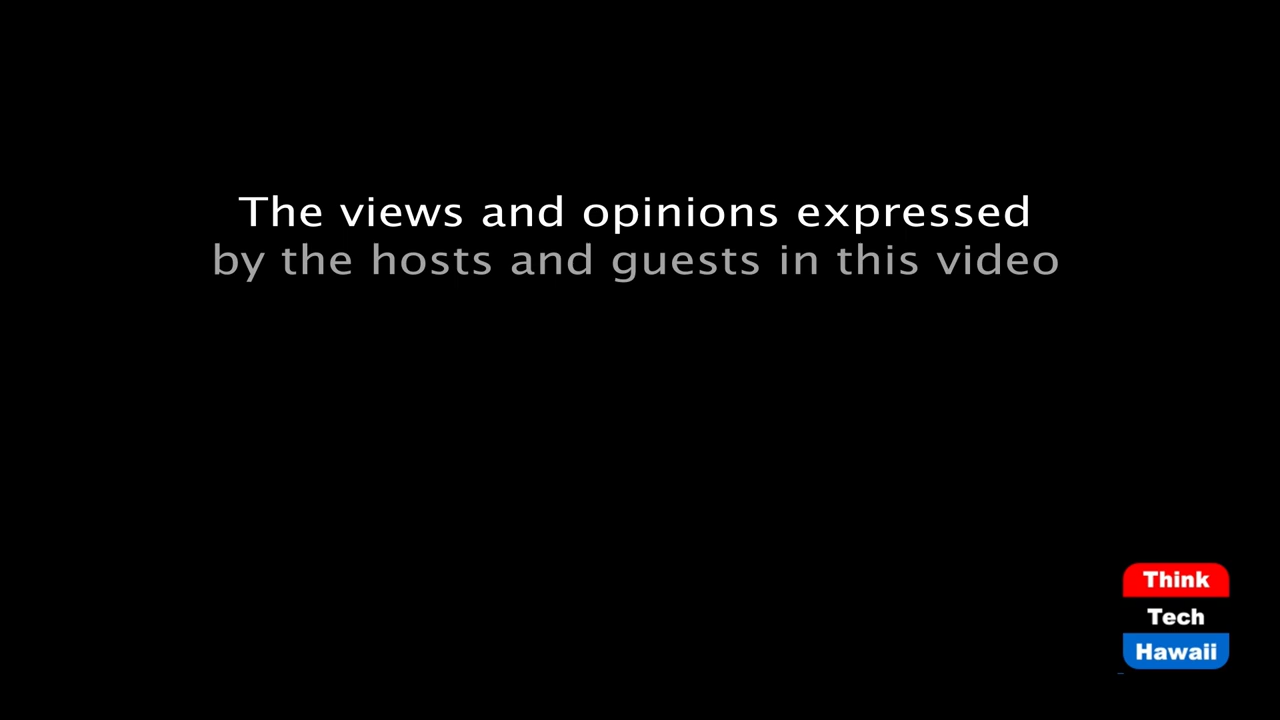 The views and opinions expressed
by the hosts and guests in this video
Think
Tech
Hawaii